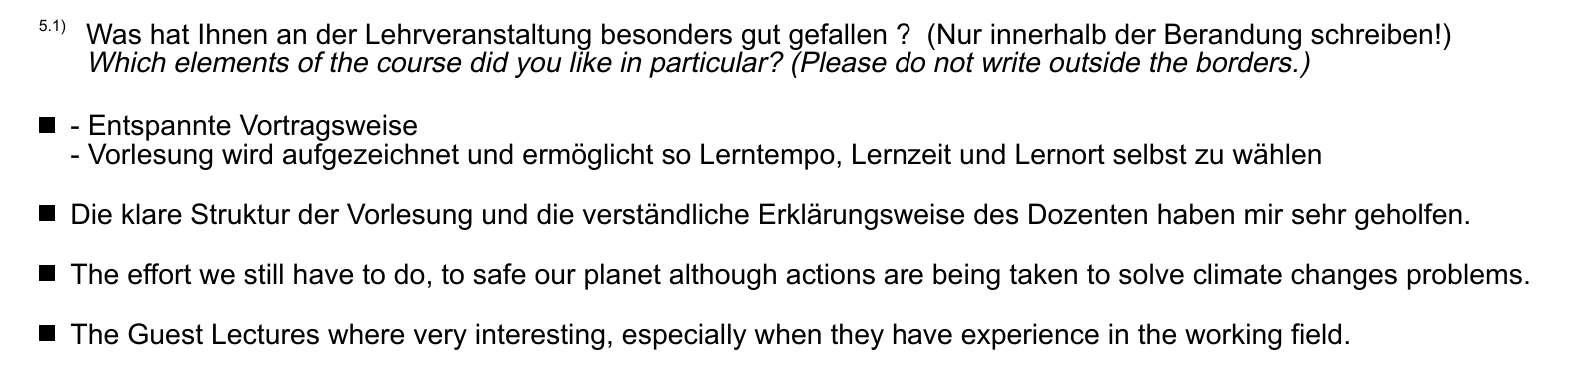 5.1) Was hat Ihnen an der Lehrveranstaltung besonders gut gefallen ?  (Nur innerhalb der Berandung schreiben!)
Which elements of the course did you like in particular? (Please do not write outside the borders.)
■ - Entspannte Vortragsweise
- Vorlesung wird aufgezeichnet und ermöglicht so Lerntempo, Lernzeit und Lernort selbst zu wählen
■ Die klare Struktur der Vorlesung und die verständliche Erklärungsweise des Dozenten haben mir sehr geholfen.
■ The effort we still have to do, to safe our planet although actions are being taken to solve climate changes problems.
■ The Guest Lectures where very interesting, especially when they have experience in the working field.